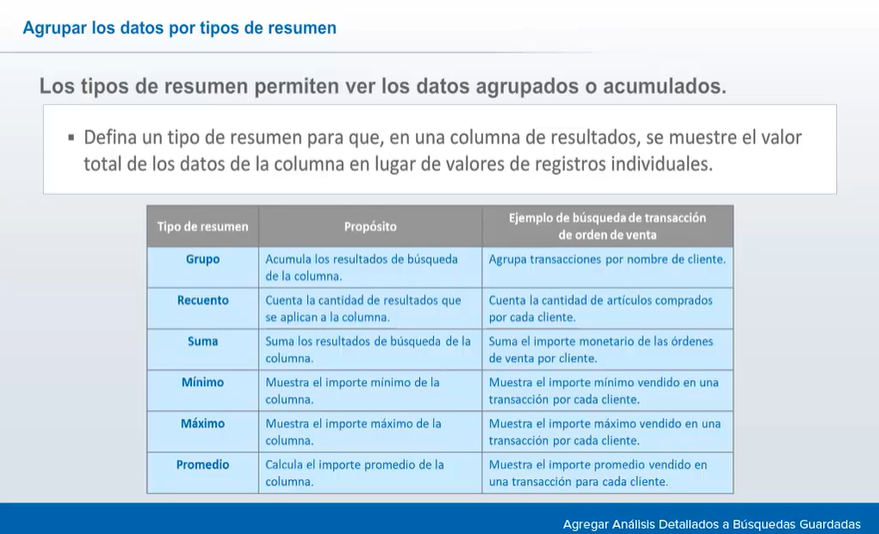 Agrupar los datos por tipos de resumen
Los tipos de resumen permiten ver los datos agrupados o acumulados.
▪ Defina un tipo de resumen para que, en una columna de resultados, se muestre el valor
total de los datos de la columna en lugar de valores de registros individuales.
Tipo de resumen
Propósito
Ejemplo de búsqueda de transacción
de orden de venta
Grupo
Acumula los resultados de búsqueda
de la columna.
Agrupa transacciones por nombre de cliente.
Recuento
Cuenta la cantidad de resultados que
se aplican a la columna.
Cuenta la cantidad de artículos comprados
por cada cliente.
Suma
Suma los resultados de búsqueda de la
columna.
Suma el importe monetario de las órdenes
de venta por cliente.
Mínimo
Muestra el importe mínimo de la
columna.
Muestra el importe mínimo vendido en una
transacción por cada cliente.
Máximo
Muestra el importe máximo de la
columna.
Muestra el importe máximo vendido en una
transacción por cada cliente.
Promedio
Calcula el importe promedio de la
columna.
Muestra el importe promedio vendido en
una transacción para cada cliente.
Agregar Análisis Detallados a Búsquedas Guardadas